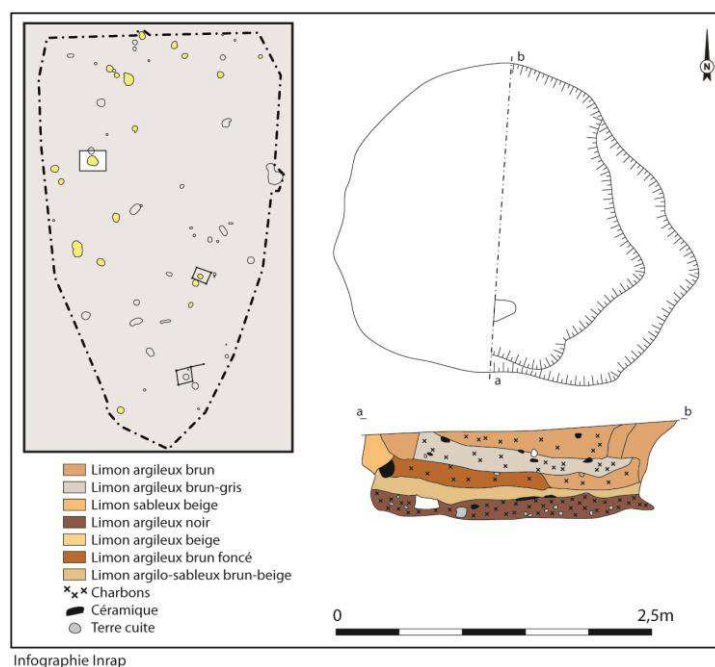 b
N
a
a
b
Limon argileux brun
Limon argileux brun-gris
Limon sableux beige
Limon argileux noir
Limon argileux beige
Limon argileux brun foncé
Limon argilo-sableux brun-beige
Charbons
Céramique
Terre cuite
0 2,5m
Infographie Inrap